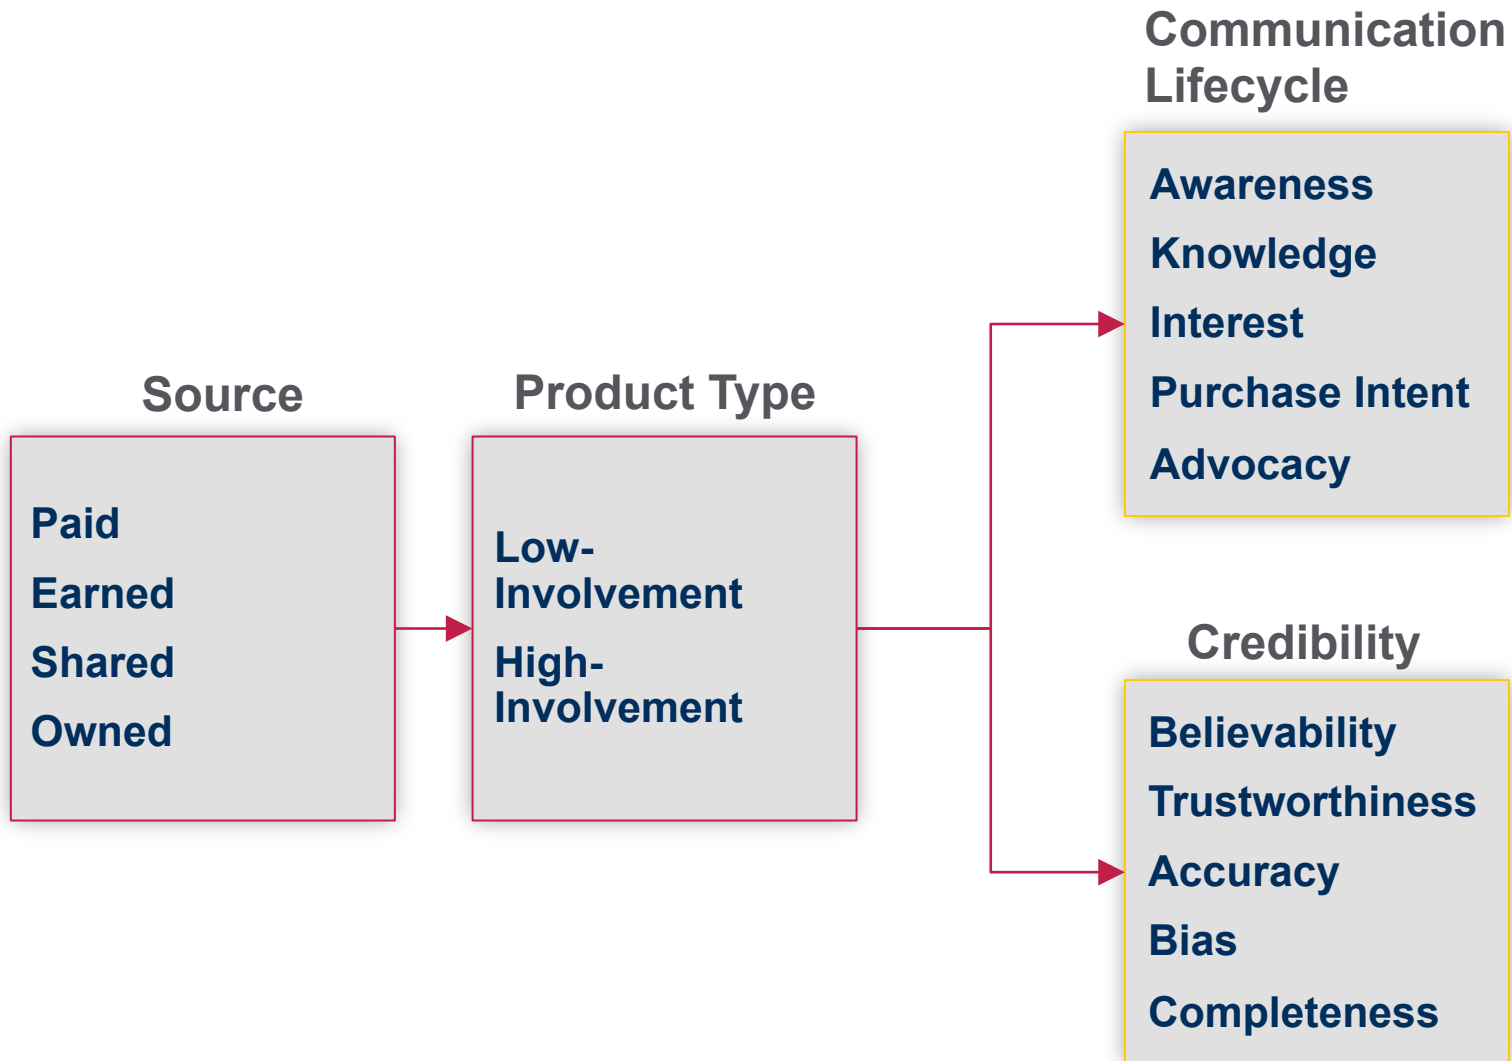 Source
Paid
Earned
Shared
Owned
Product Type
Low-
Involvement
High-
Involvement
Communication
Lifecycle
Awareness
Knowledge
Interest
Purchase Intent
Advocacy
Credibility
Believability
Trustworthiness
Accuracy
Bias
Completeness